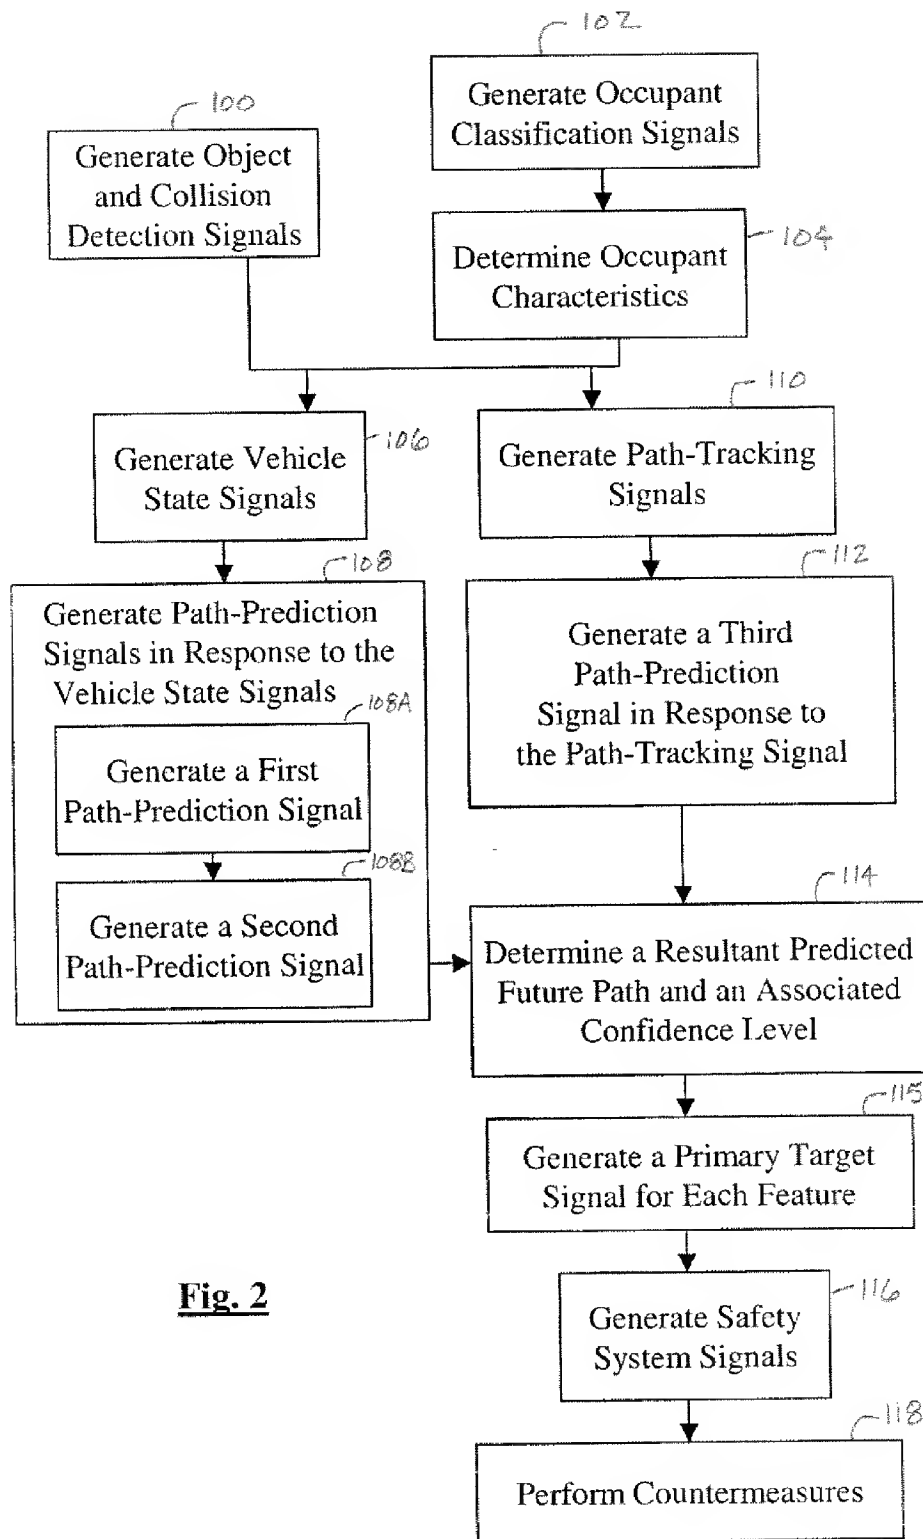 102
Generate Occupant
Classification Signals
100
Generate Object
and Collision
Detection Signals
104
Determine Occupant
Characteristics
106
Generate Vehicle
State Signals
110
Generate Path-Tracking
Signals
108
Generate Path-Prediction
Signals in Response to the
Vehicle State Signals
108A
Generate a First
Path-Prediction Signal
108B
Generate a Second
Path-Prediction Signal
112
Generate a Third
Path-Prediction
Signal in Response to
the Path-Tracking Signal
114
Determine a Resultant Predicted
Future Path and an Associated
Confidence Level
115
Generate a Primary Target
Signal for Each Feature
116
Generate Safety
System Signals
118
Perform Countermeasures
Fig. 2